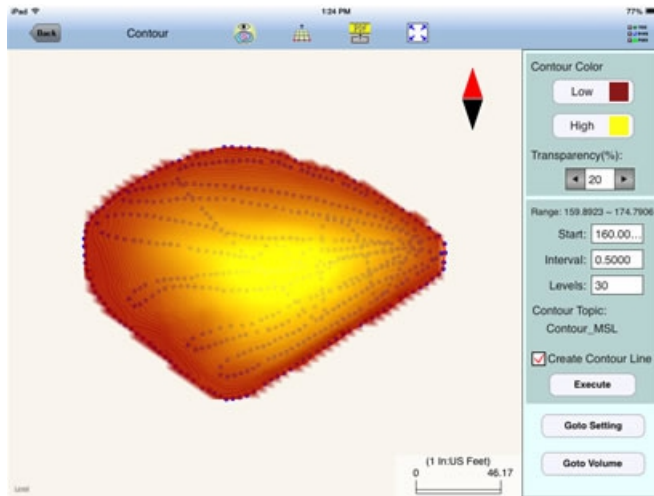 iPad 1:24 PM 77%
Back Contour
Contour Color
Low
High
Transparency(%):
20
Range: 159.8923 ~ 174.7906
Start: 160.00...
Interval: 0.5000
Levels: 30
Contour Topic:
Contour_MSL
Create Contour Line
Execute
Goto Setting
Goto Volume
(1 In:US Feet)
0 46.17